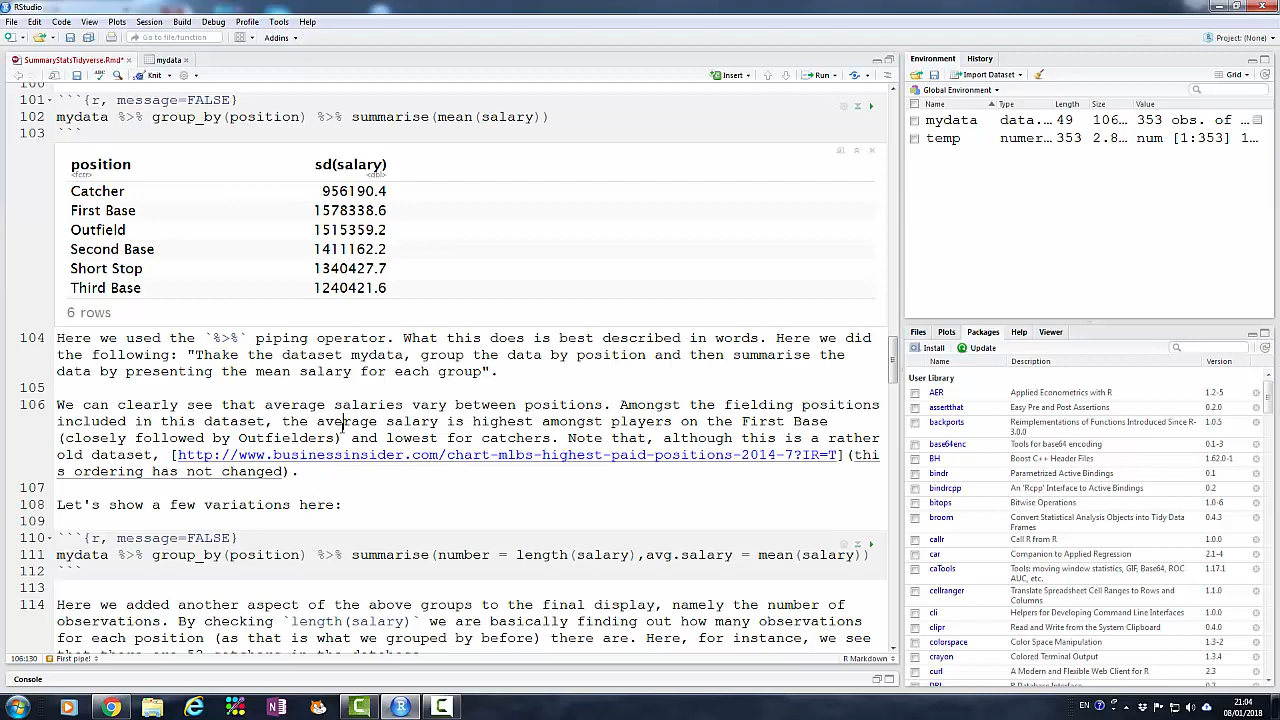 RStudio
File Edit Code View Plots Session Build Debug Profile Tools Help
Go to file/function Addins Project: (None)
SummaryStatsTidyverse.Rmd* mydata
Knit Insert Run
101 ```{r, message=FALSE}
102 mydata %>% group_by(position) %>% summarise(mean(salary))
103 ```
position sd(salary)
<fctr> <dbl>
Catcher 956190.4
First Base 1578338.6
Outfield 1515359.2
Second Base 1411162.2
Short Stop 1340427.7
Third Base 1240421.6
6 rows
104 Here we used the `%>%` piping operator. What this does is best described in words. Here we did
the following: "Thake the dataset mydata, group the data by position and then summarise the
data by presenting the mean salary for each group".
105
106 We can clearly see that average salaries vary between positions. Amongst the fielding positions
included in this dataset, the average salary is highest amongst players on the First Base
(closely followed by Outfielders) and lowest for catchers. Note that, although this is a rather
old dataset, [http://www.businessinsider.com/chart-mlbs-highest-paid-positions-2014-7?IR=T](thi
s ordering has not changed).
107
108 Let's show a few variations here:
109
110 ```{r, message=FALSE}
111 mydata %>% group_by(position) %>% summarise(number = length(salary),avg.salary = mean(salary))
112 ```
113
114 Here we added another aspect of the above groups to the final display, namely the number of
observations. By checking `length(salary)` we are basically finding out how many observations
for each position (as that is what we grouped by before) there are. Here, for instance, we see
106:130 First pipe! R Markdown
Console
Environment History
Import Dataset Grid
Global Environment
Name Type Length Size Value
mydata data.... 49 106... 353 obs. of ...
temp numer... 353 2.8... num [1:353] 1...
Files Plots Packages Help Viewer
Install Update
Name Description Version
User Library
AER Applied Econometrics with R 1.2-5
assertthat Easy Pre and Post Assertions 0.2.0
backports Reimplementations of Functions Introduced Since R-3.0.0. 1.0.5
base64enc Tools for base64 encoding 0.1-3
BH Boost C++ Header Files 1.62.0-1
bindr Parametrized Active Bindings 0.1
bindrcpp An 'Rcpp' Interface to Active Bindings 0.2
bitops Bitwise Operations 1.0-6
broom Convert Statistical Analysis Objects into Tidy Data Frames 0.4.3
callr Call R from R 1.0.0
car Companion to Applied Regression 2.1-4
caTools Tools: moving window statistics, GIF, Base64, ROC AUC, etc. 1.17.1
cellranger Translate Spreadsheet Cell Ranges to Rows and Columns 1.1.0
cli Helpers for Developing Command Line Interfaces 1.0.0
clipr Read and Write from the System Clipboard 0.4.0
colorspace Color Space Manipulation 1.3-2
crayon Colored Terminal Output 1.3.4
curl A Modern and Flexible Web Client for R 2.3
EN 21:04
08/01/2018